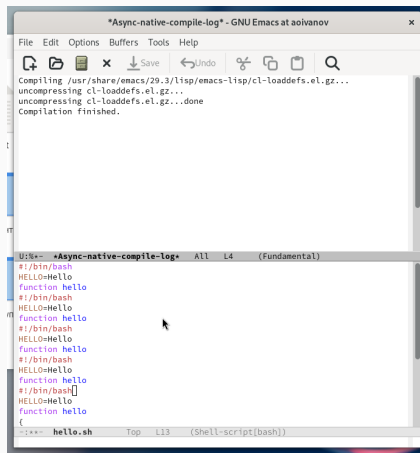 *Async-native-compile-log* - GNU Emacs at aoivanov
File Edit Options Buffers Tools Help
Save Undo
Compiling /usr/share/emacs/29.3/lisp/emacs-lisp/cl-loaddefs.el.gz...
uncompressing cl-loaddefs.el.gz...
uncompressing cl-loaddefs.el.gz...done
Compilation finished.
U:%*- *Async-native-compile-log* All L4 (Fundamental)
#!/bin/bash
HELLO=Hello
function hello
#!/bin/bash
HELLO=Hello
function hello
#!/bin/bash
HELLO=Hello
function hello
#!/bin/bash
HELLO=Hello
function hello
#!/bin/bash
HELLO=Hello
function hello
{
-:**- hello.sh Top L13 (Shell-script[bash])